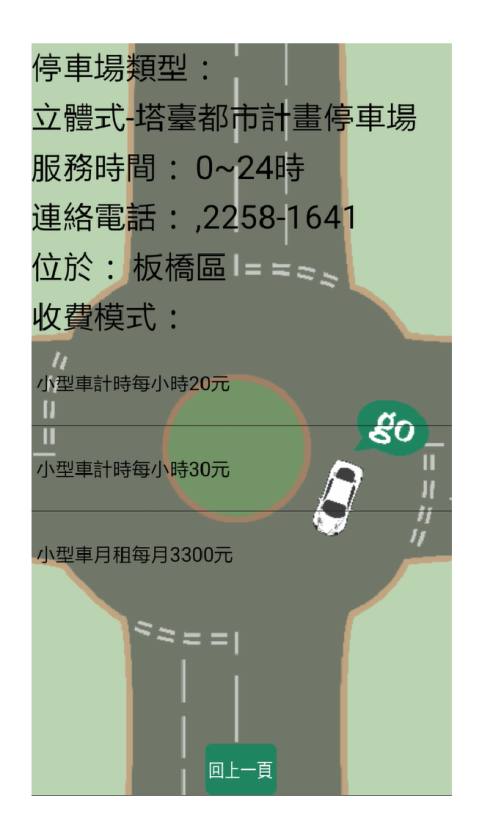 停車場類型：
立體式-塔臺都市計畫停車場
服務時間： 0~24時
連絡電話： ,2258-1641
位於： 板橋區
收費模式：
小型車計時每小時20元
go
小型車計時每小時30元
小型車月租每月3300元
回上一頁